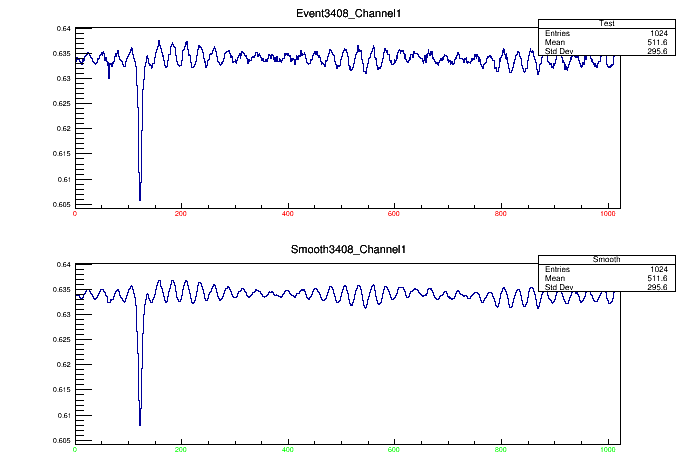 Event3408_Channel1
Test
Entries 1024
Mean 511.6
Std Dev 295.6
0.64
0.635
0.63
0.625
0.62
0.615
0.61
0.605
0 200 400 600 800 1000
Smooth3408_Channel1
Smooth
Entries 1024
Mean 511.6
Std Dev 295.6
0.64
0.635
0.63
0.625
0.62
0.615
0.61
0.605
0 200 400 600 800 1000